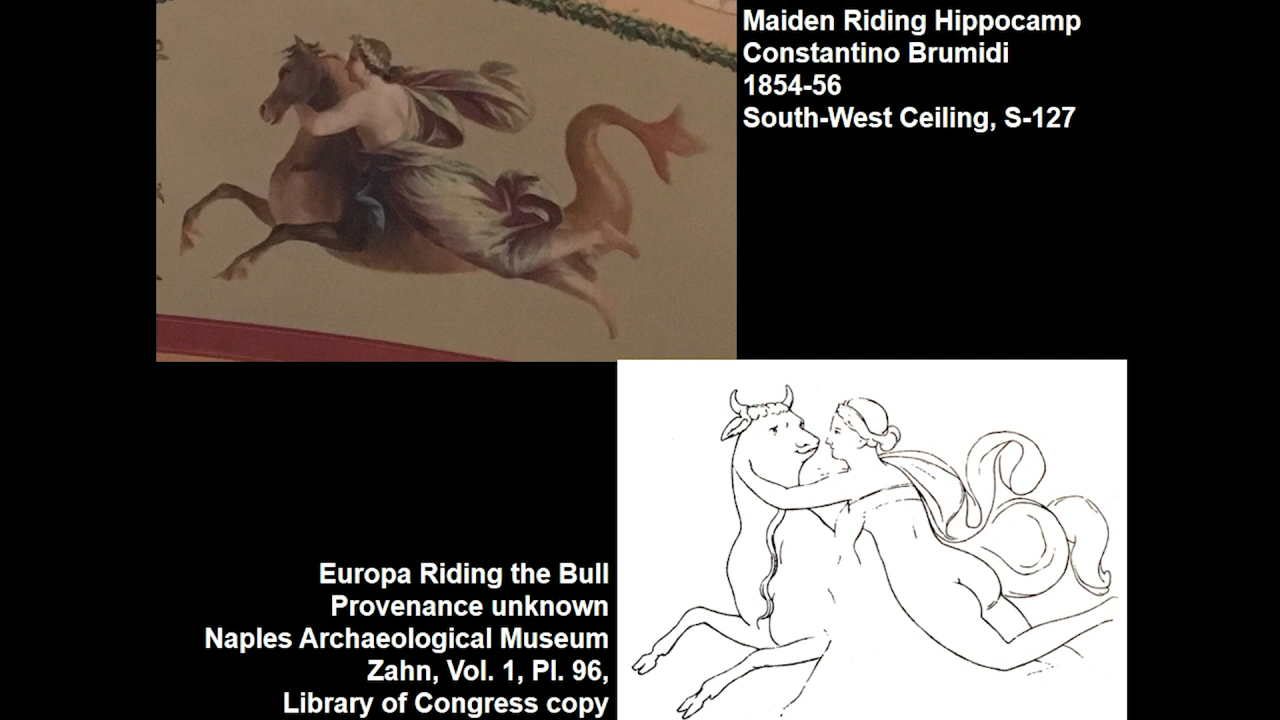 Maiden Riding Hippocamp
Constantino Brumidi
1854-56
South-West Ceiling, S-127
Europa Riding the Bull
Provenance unknown
Naples Archaeological Museum
Zahn, Vol. 1, Pl. 96,
Library of Congress copy